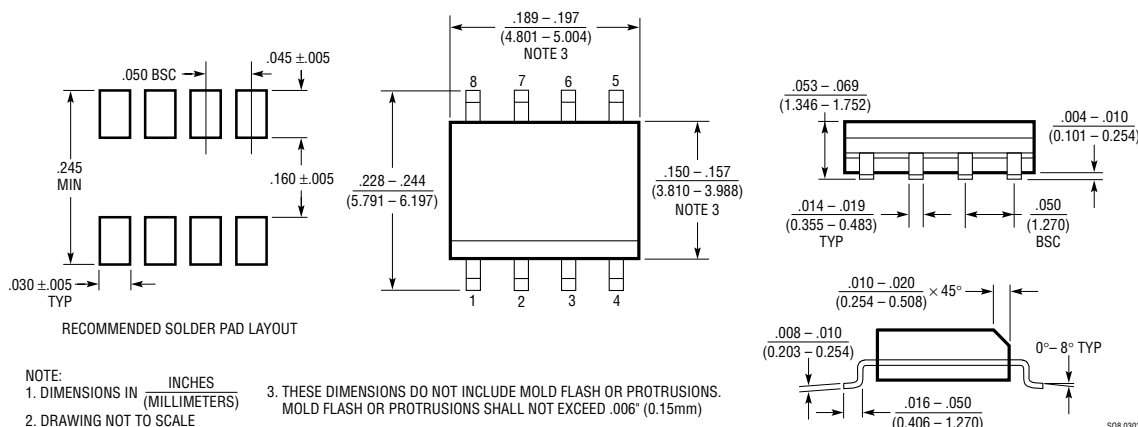 .050 BSC
.045 ±.005
.245
MIN
.160 ±.005
.030 ±.005
TYP
RECOMMENDED SOLDER PAD LAYOUT
.189 – .197
(4.801 – 5.004)
NOTE 3
8 7 6 5
.228 – .244
(5.791 – 6.197)
.150 – .157
(3.810 – 3.988)
NOTE 3
1 2 3 4
.053 – .069
(1.346 – 1.752)
.004 – .010
(0.101 – 0.254)
.014 – .019
(0.355 – 0.483)
TYP
.050
(1.270)
BSC
.010 – .020
(0.254 – 0.508)
× 45°
.008 – .010
(0.203 – 0.254)
0°– 8° TYP
.016 – .050
(0.406 – 1.270)
NOTE:
1. DIMENSIONS IN INCHES
(MILLIMETERS)
2. DRAWING NOT TO SCALE
3. THESE DIMENSIONS DO NOT INCLUDE MOLD FLASH OR PROTRUSIONS.
MOLD FLASH OR PROTRUSIONS SHALL NOT EXCEED .006" (0.15mm)